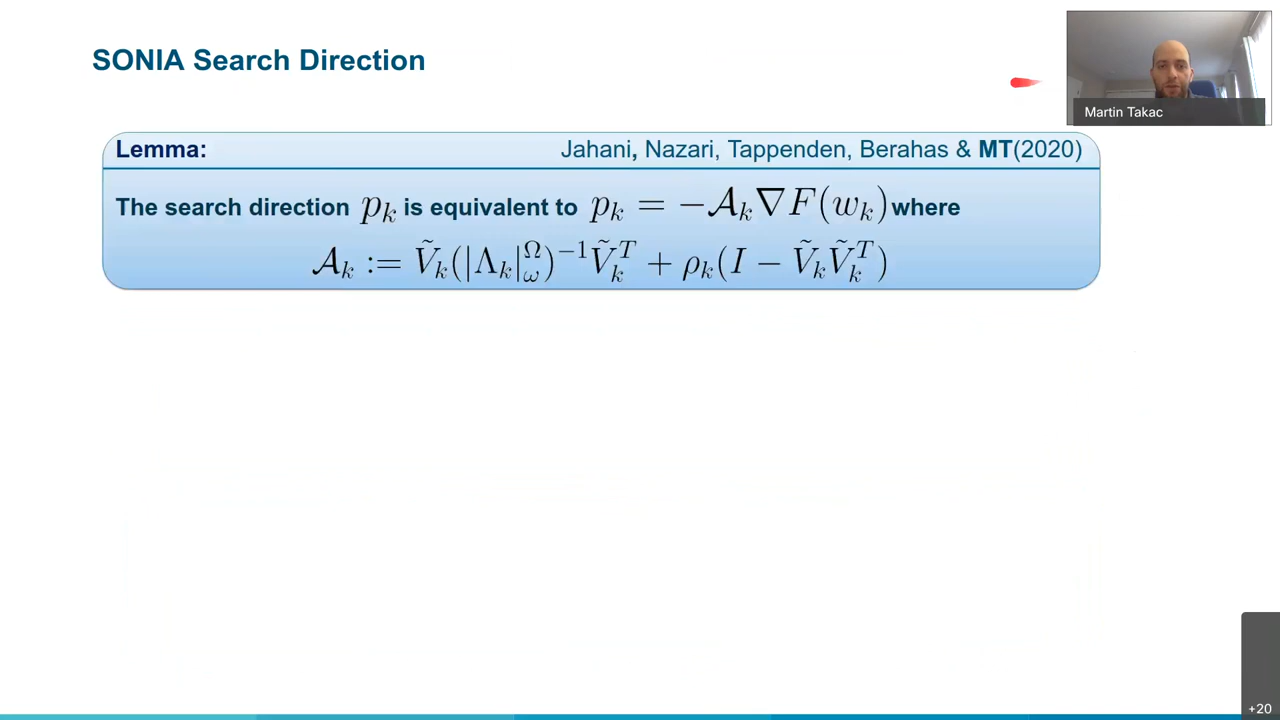 SONIA Search Direction
Martin Takac
Lemma: Jahani, Nazari, Tappenden, Berahas & MT(2020)
The search direction $p_k$ is equivalent to $p_k = -\mathcal{A}_k \nabla F(w_k)$ where
$\mathcal{A}_k := \tilde{V}_k(|\Lambda_k|_\omega^\Omega)^{-1}\tilde{V}_k^T + \rho_k(I - \tilde{V}_k\tilde{V}_k^T)$
+20